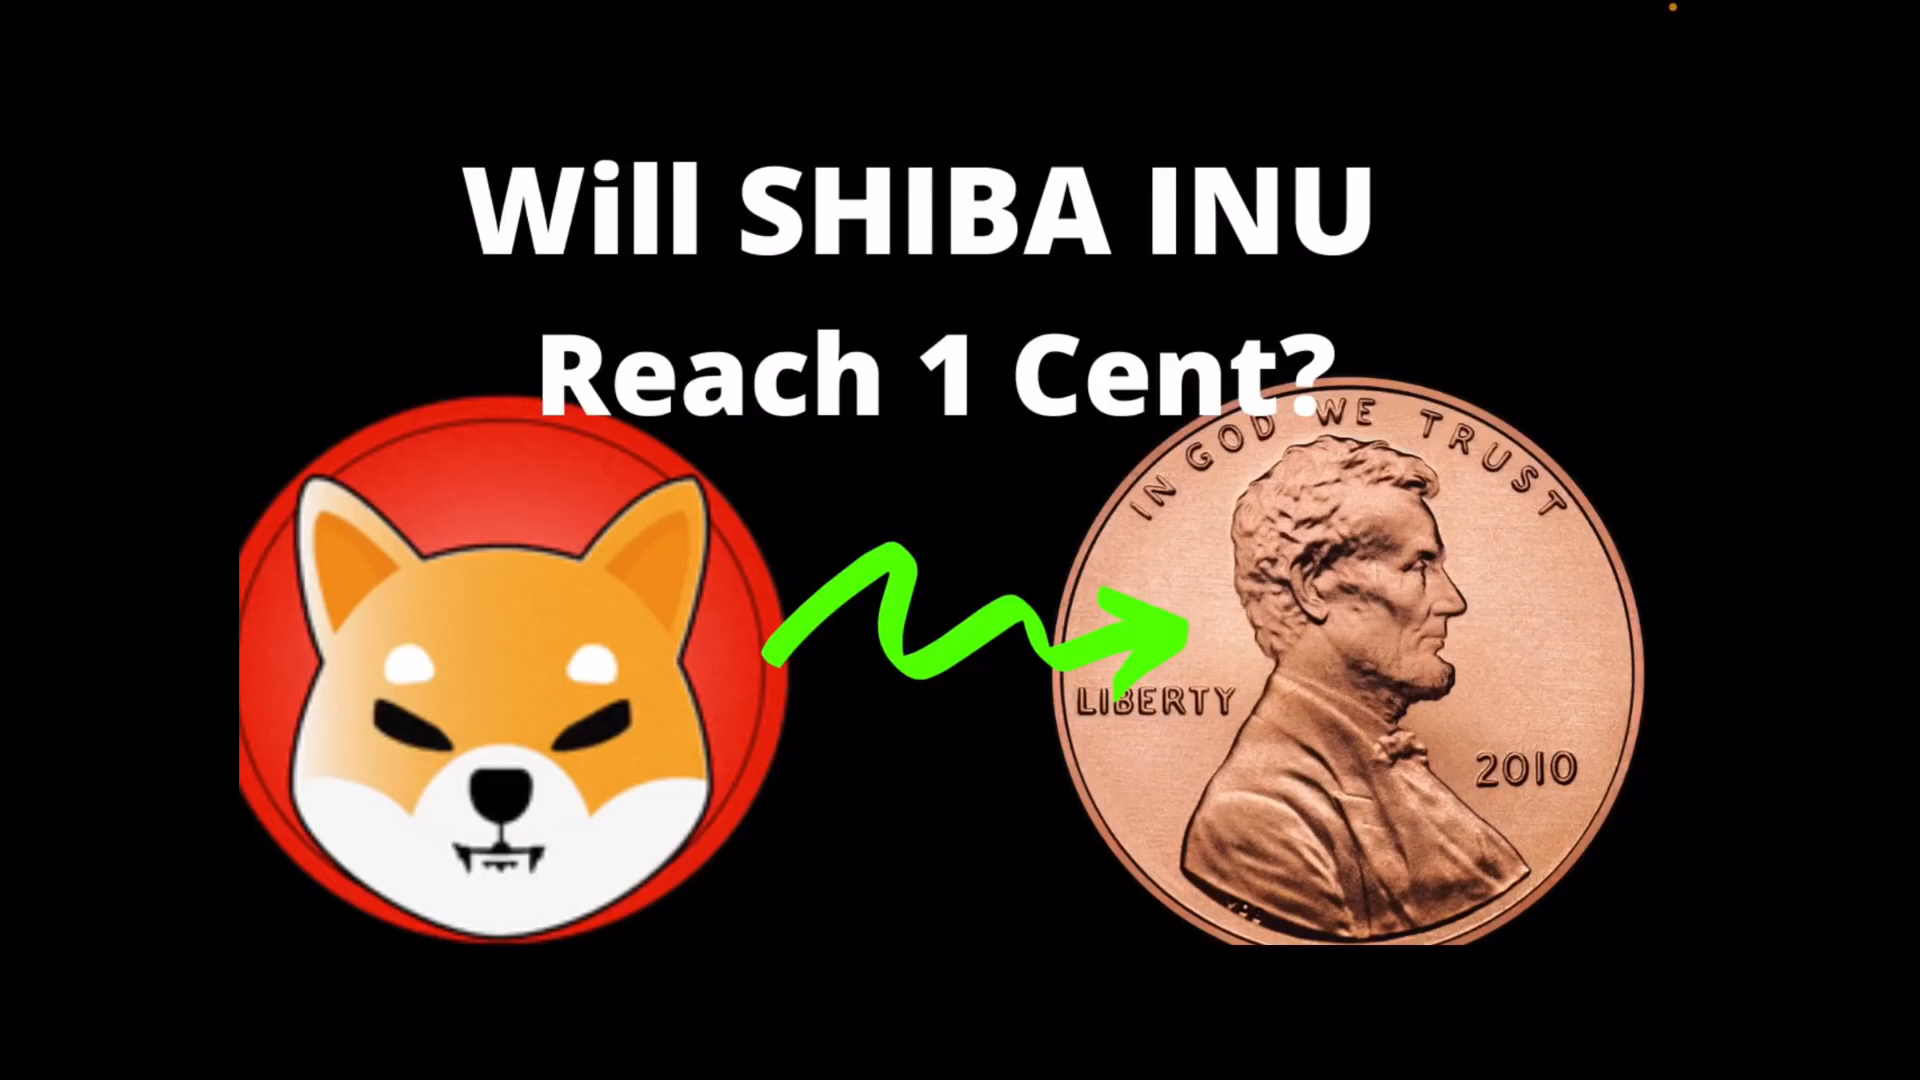 Will SHIBA INU
Reach 1 Cent?
IN GOD WE TRUST
LIBERTY
2010